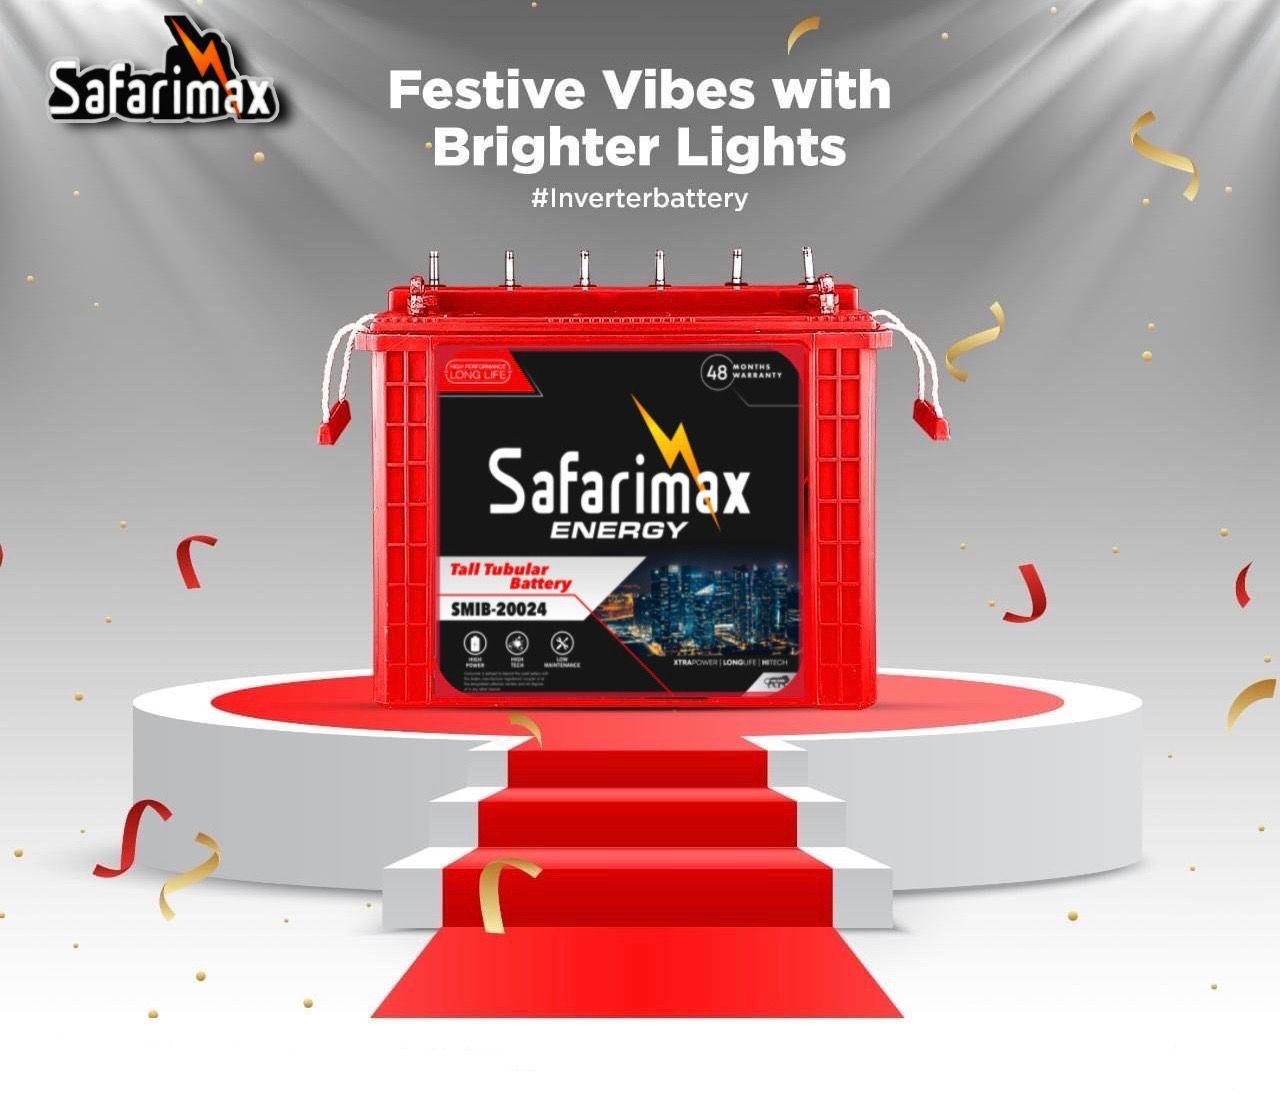 Safarimax
Festive Vibes with
Brighter Lights
#Inverterbattery
HIGH PERFORMANCE
LONG LIFE
48 MONTHS
WARRANTY
Safarimax
ENERGY
Tall Tubular
Battery
SMIB-20024
HIGH
POWER
HIGH
TECH
LOW
MAINTENANCE
XTRAPOWER | LONGLIFE | HITECH